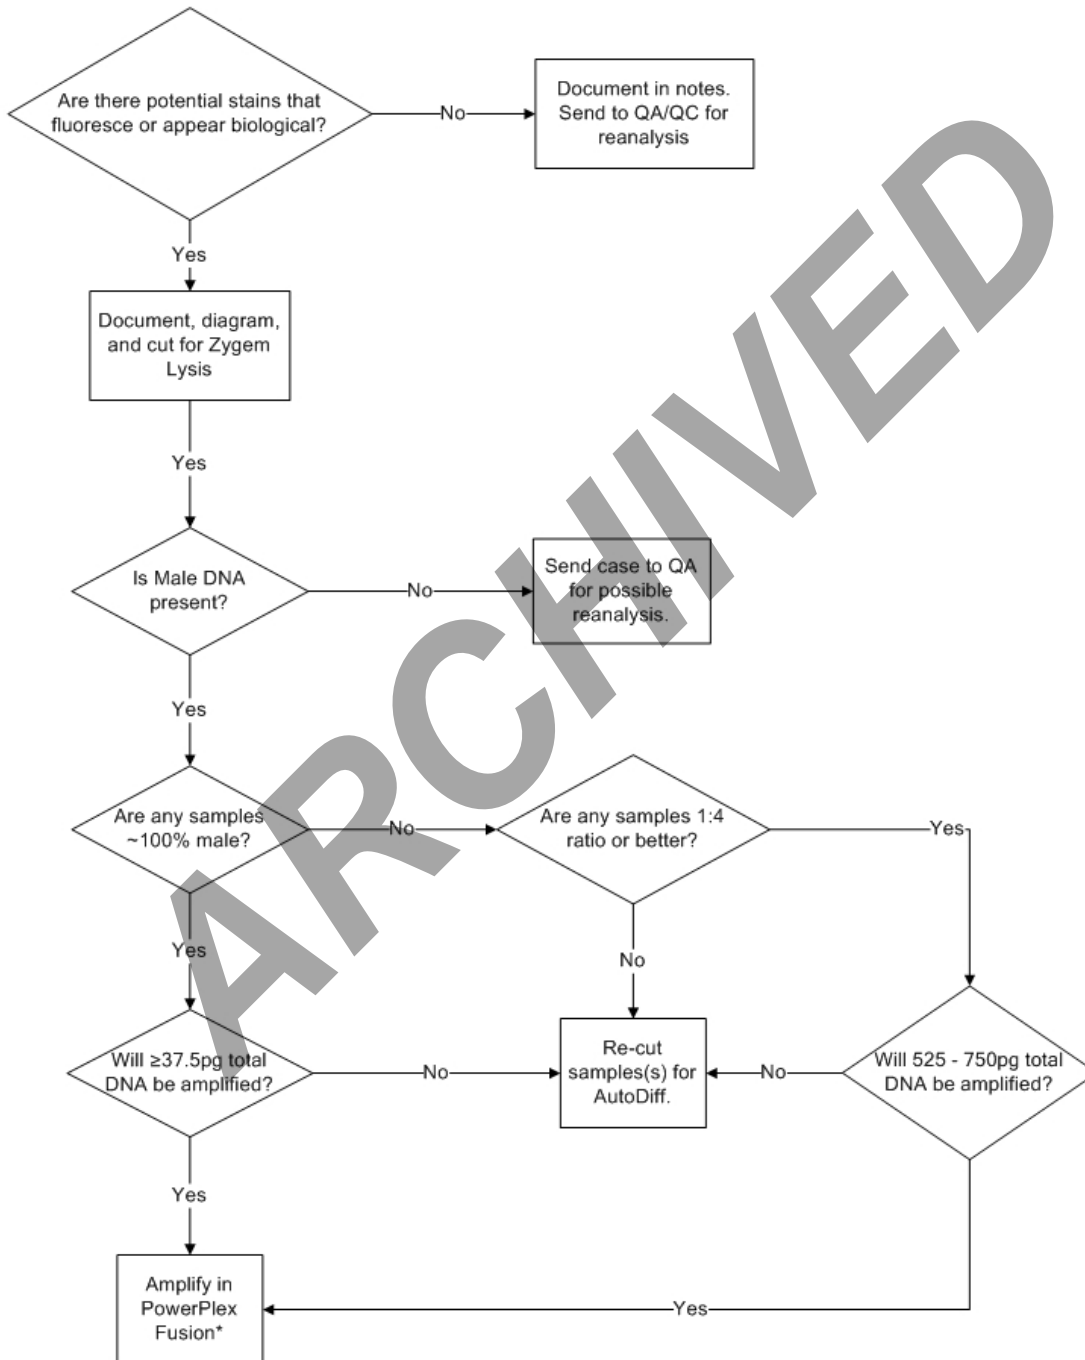 Are there potential stains that
fluoresce or appear biological?
No
Document in notes.
Send to QA/QC for
reanalysis
Yes
Document, diagram,
and cut for Zygem
Lysis
Yes
Is Male DNA
present?
No
Send case to QA
for possible
reanalysis.
Yes
Are any samples
~100% male?
No
Are any samples 1:4
ratio or better?
Yes
Yes
No
Will ≥37.5pg total
DNA be amplified?
No
Re-cut
samples(s) for
AutoDiff.
No
Will 525 - 750pg total
DNA be amplified?
Yes
Amplify in
PowerPlex
Fusion*
Yes
ARCHIVED